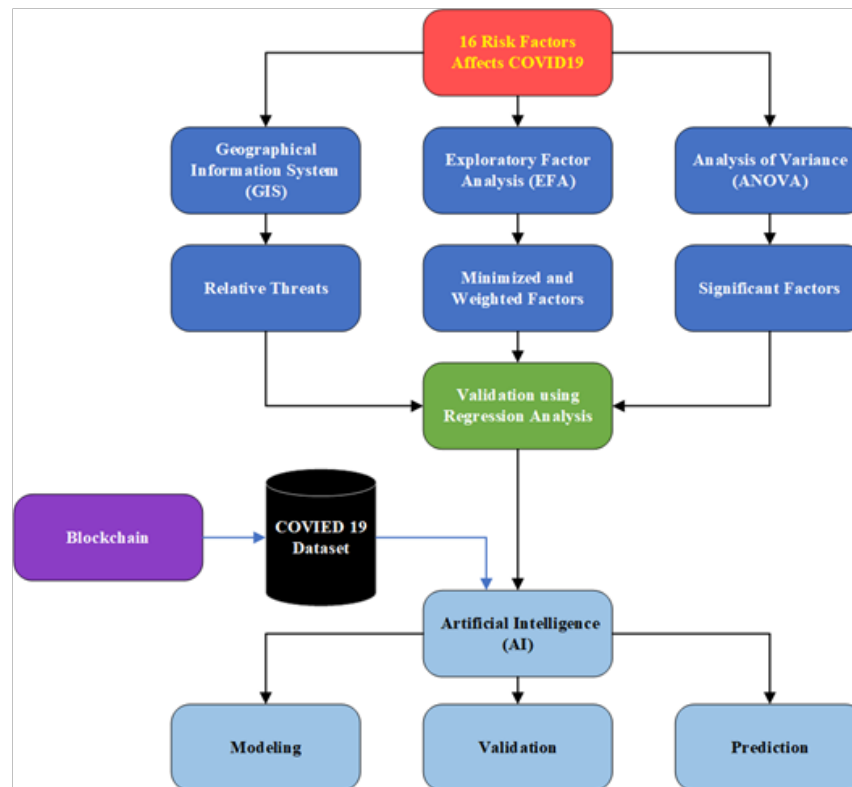 16 Risk Factors
Affects COVID19
Geographical
Information System
(GIS)
Exploratory Factor
Analysis (EFA)
Analysis of Variance
(ANOVA)
Relative Threats
Minimized and
Weighted Factors
Significant Factors
Validation using
Regression Analysis
Blockchain
COVIED 19
Dataset
Artificial Intelligence
(AI)
Modeling
Validation
Prediction